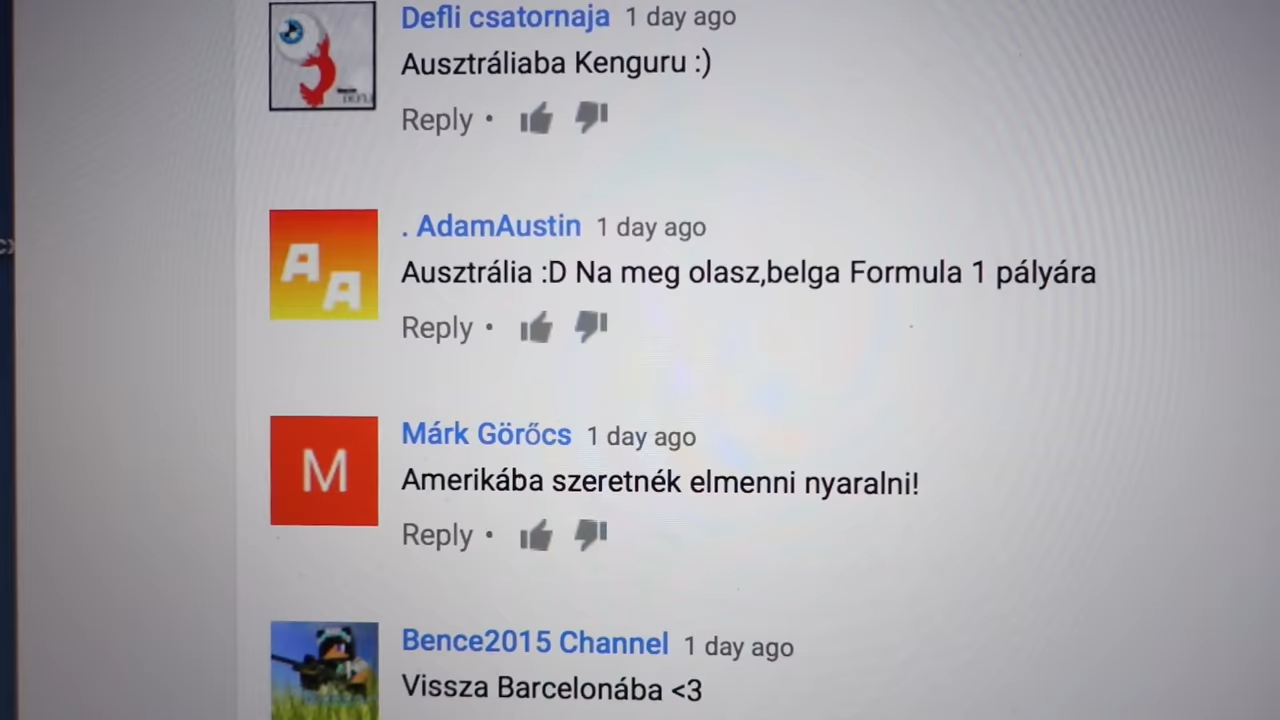 Defli csatornaja 1 day ago
Ausztráliaba Kenguru :)
Reply •
AA
. AdamAustin 1 day ago
Ausztrália :D Na meg olasz,belga Formula 1 pályára
Reply •
M
Márk Görőcs 1 day ago
Amerikába szeretnék elmenni nyaralni!
Reply •
Bence2015 Channel 1 day ago
Vissza Barcelonába <3